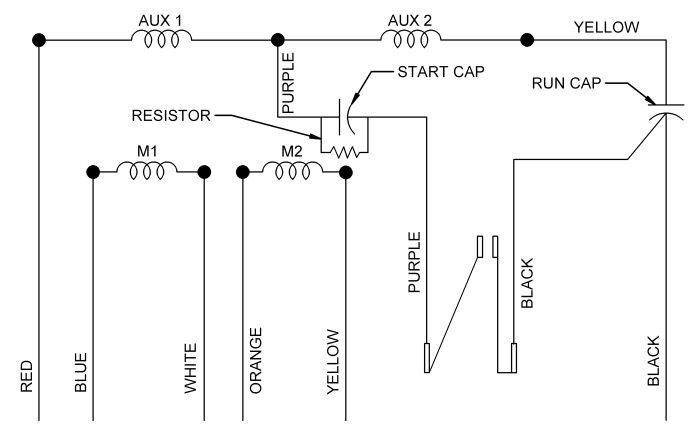 AUX 1
AUX 2
YELLOW
PURPLE
START CAP
RUN CAP
RESISTOR
M1
M2
PURPLE
BLACK
RED
BLUE
WHITE
ORANGE
YELLOW
BLACK